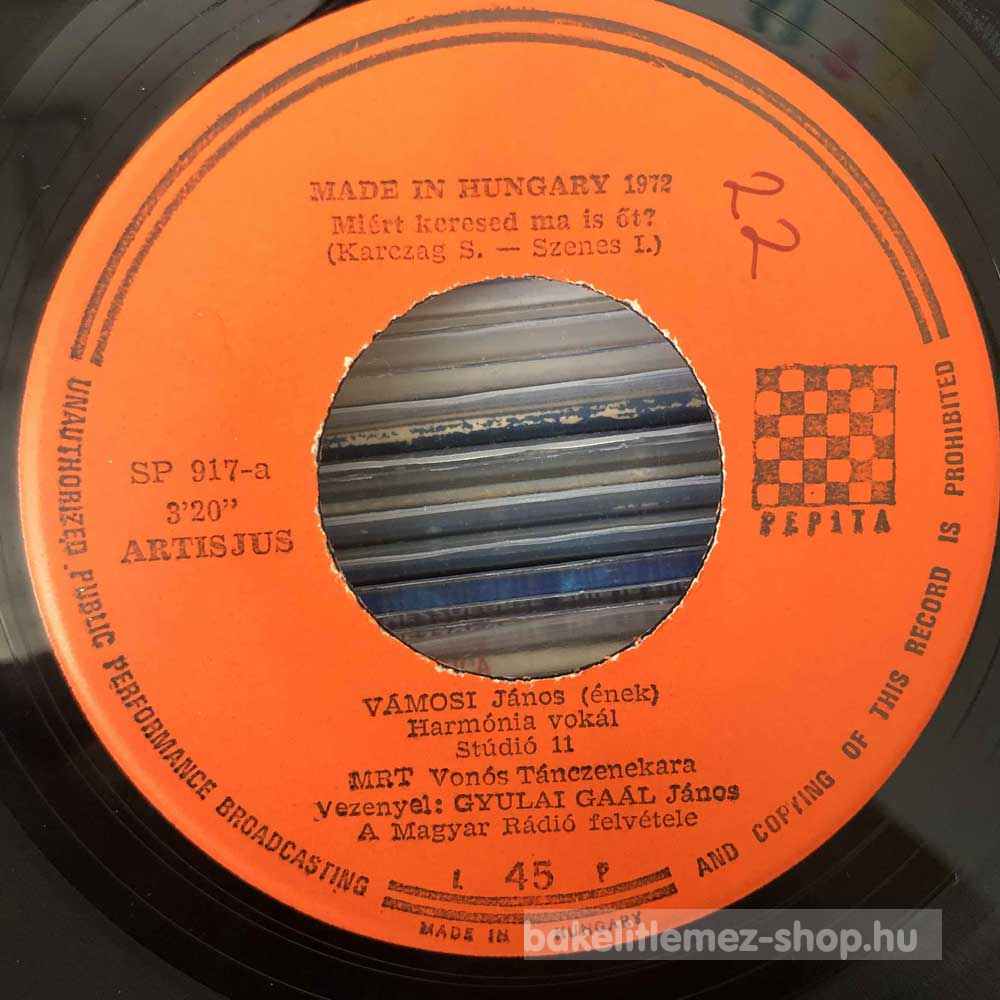 MADE IN HUNGARY 1972
Miért keresed ma is őt?
(Karczag S. — Szenes I.)
22
SP 917-a
3'20"
ARTISJUS
PEPITA
VÁMOSI János (ének)
Harmónia vokál
Stúdió 11
MRT Vonós Tánczenekara
Vezényel: GYULAI GAÁL János
A Magyar Rádió felvétele
UNAUTHORIZED PUBLIC PERFORMANCE BROADCASTING
AND COPYING OF THIS RECORD IS PROHIBITED
45 P
MADE IN HUNGARY
bakelitlemez-shop.hu